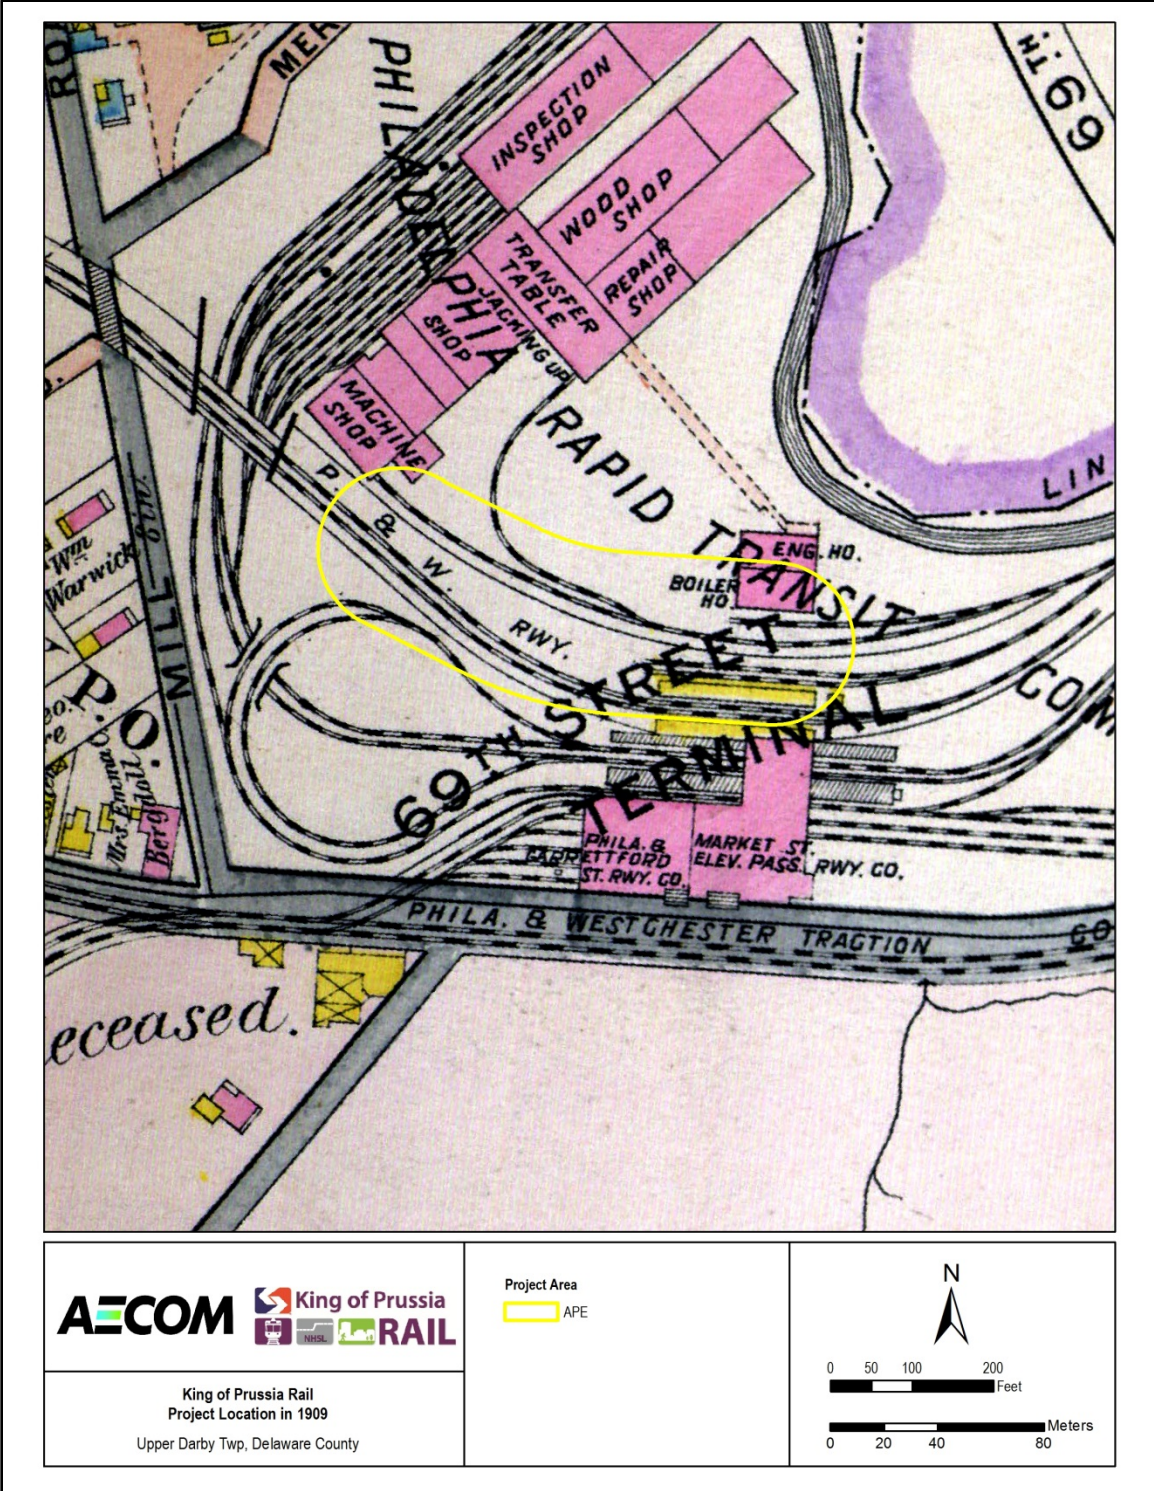 RO
MER
PHILADELPHIA
69TH.
INSPECTION
SHOP
WOOD
SHOP
TRANSFER
TABLE
REPAIR
SHOP
JACKING UP
SHOP
MACHINE
SHOP
RAPID TRANSIT
LIN
P. & W. RWY.
ENG. HO.
BOILER
HO.
Wm
Warwick
MILL
8in.
P.O.
Mrs. Emma C.
Bergdoll.
69TH STREET
TERMINAL
COM
PHILA. &
GARRETTFORD
ST. RWY. CO.
MARKET ST.
ELEV. PASS. RWY. CO.
PHILA. & WESTCHESTER TRACTION CO
eceased.
AECOM
King of Prussia
NHSL
RAIL
King of Prussia Rail
Project Location in 1909
Upper Darby Twp, Delaware County
Project Area
APE
N
0 50 100 200
Feet
Meters
0 20 40 80